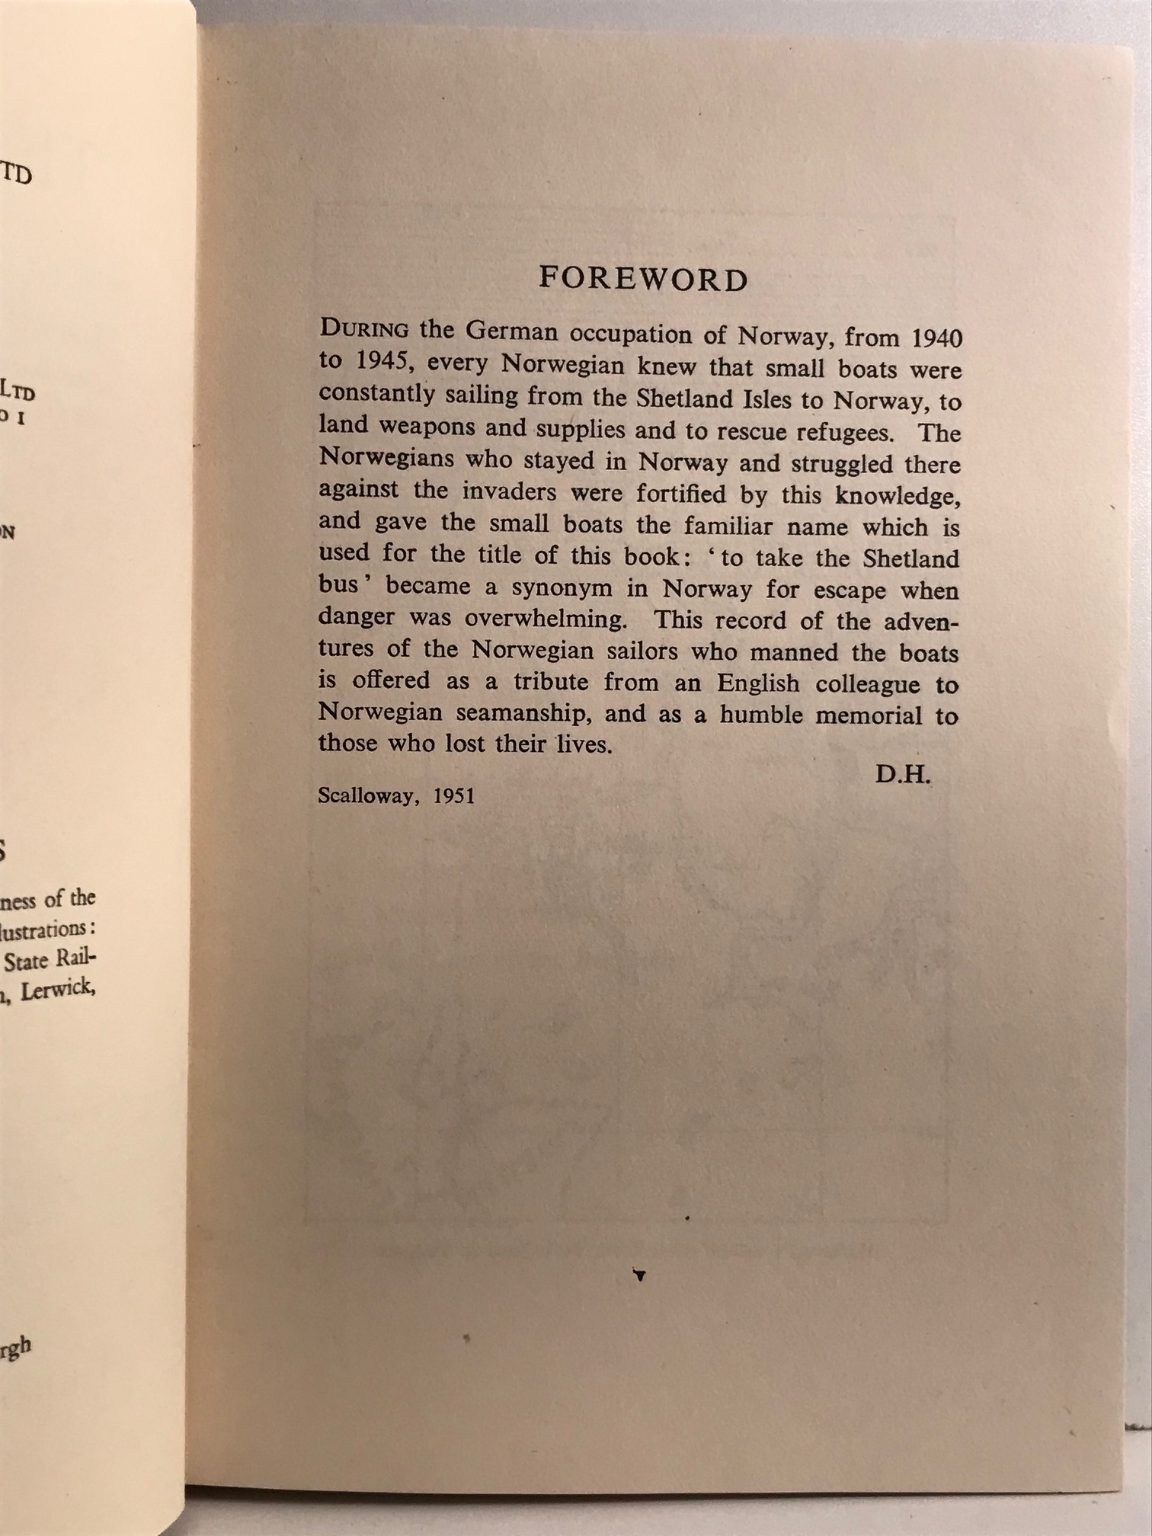 TD
LTD
D I
ON
S
ness of the
lustrations:
State Rail-
Lerwick,
rgh
FOREWORD
DURING the German occupation of Norway, from 1940
to 1945, every Norwegian knew that small boats were
constantly sailing from the Shetland Isles to Norway, to
land weapons and supplies and to rescue refugees. The
Norwegians who stayed in Norway and struggled there
against the invaders were fortified by this knowledge,
and gave the small boats the familiar name which is
used for the title of this book: ‘to take the Shetland
bus’ became a synonym in Norway for escape when
danger was overwhelming. This record of the adven-
tures of the Norwegian sailors who manned the boats
is offered as a tribute from an English colleague to
Norwegian seamanship, and as a humble memorial to
those who lost their lives.
D.H.
Scalloway, 1951